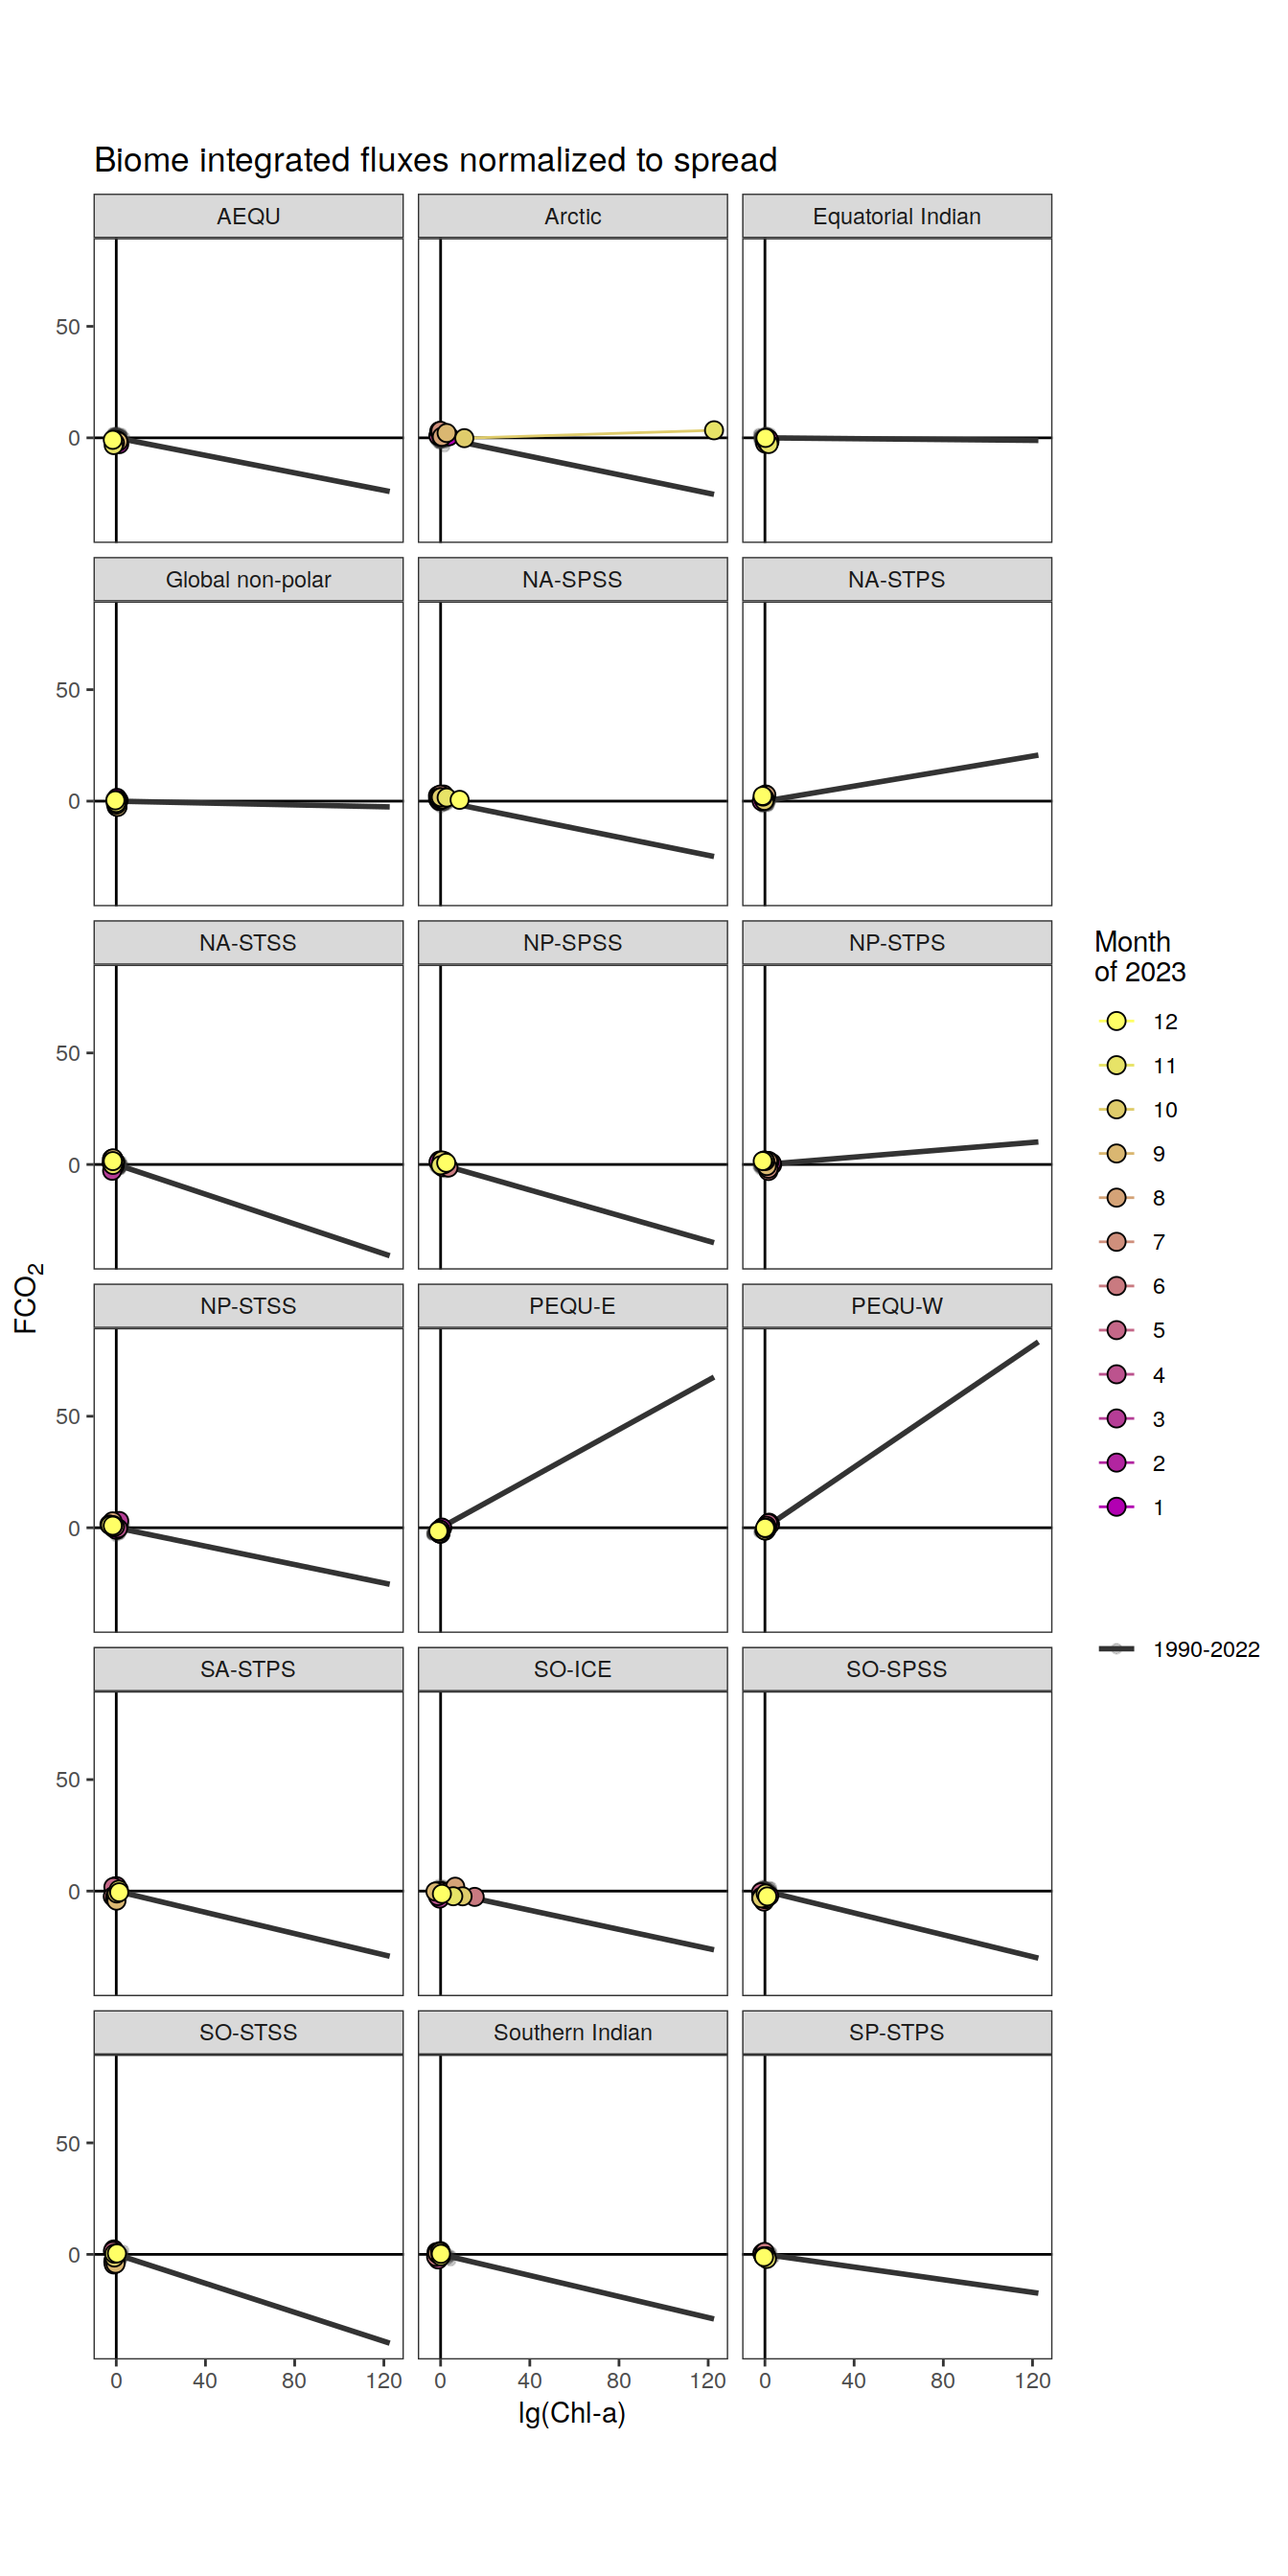 Biome integrated fluxes normalized to spread
AEQU Arctic Equatorial Indian
50
0
Global non-polar NA-SPSS NA-STPS
50
0
NA-STSS NP-SPSS NP-STPS
50
0
NP-STSS PEQU-E PEQU-W
50
0
SA-STPS SO-ICE SO-SPSS
50
0
SO-STSS Southern Indian SP-STPS
50
0
0 40 80 120 0 40 80 120 0 40 80 120
lg(Chl-a)
FCO₂
Month
of 2023
12
11
10
9
8
7
6
5
4
3
2
1
1990-2022